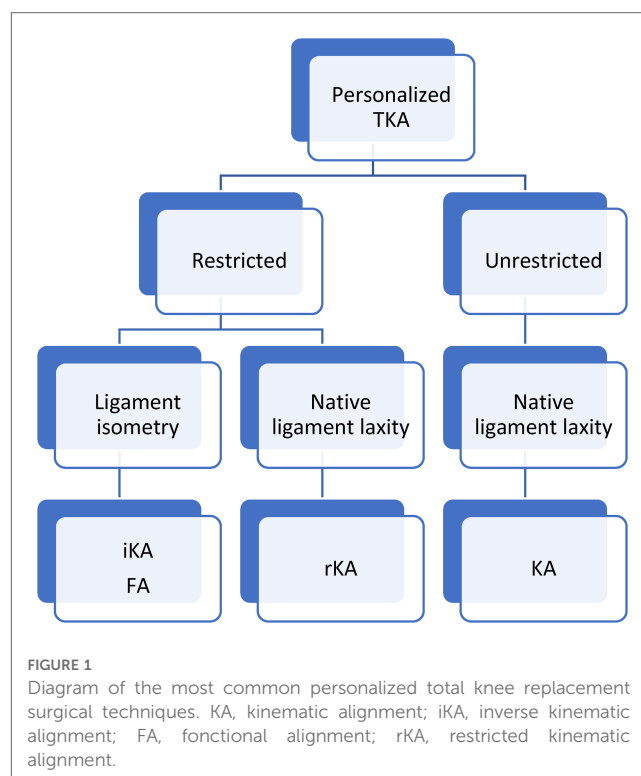 Personalized
TKA
Restricted
Unrestricted
Ligament
isometry
Native
ligament laxity
Native
ligament laxity
iKA
FA
rKA
KA
FIGURE 1
Diagram of the most common personalized total knee replacement
surgical techniques. KA, kinematic alignment; iKA, inverse kinematic
alignment; FA, fonctional alignment; rKA, restricted kinematic
alignment.